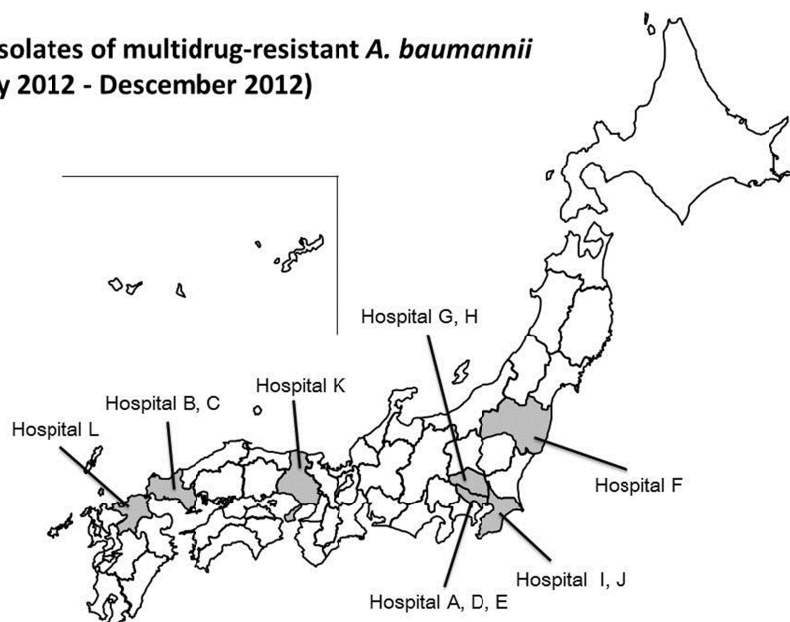 solates of multidrug-resistant A. baumannii
y 2012 - Descember 2012)
Hospital G, H
Hospital K
Hospital B, C
Hospital L
Hospital F
Hospital I, J
Hospital A, D, E